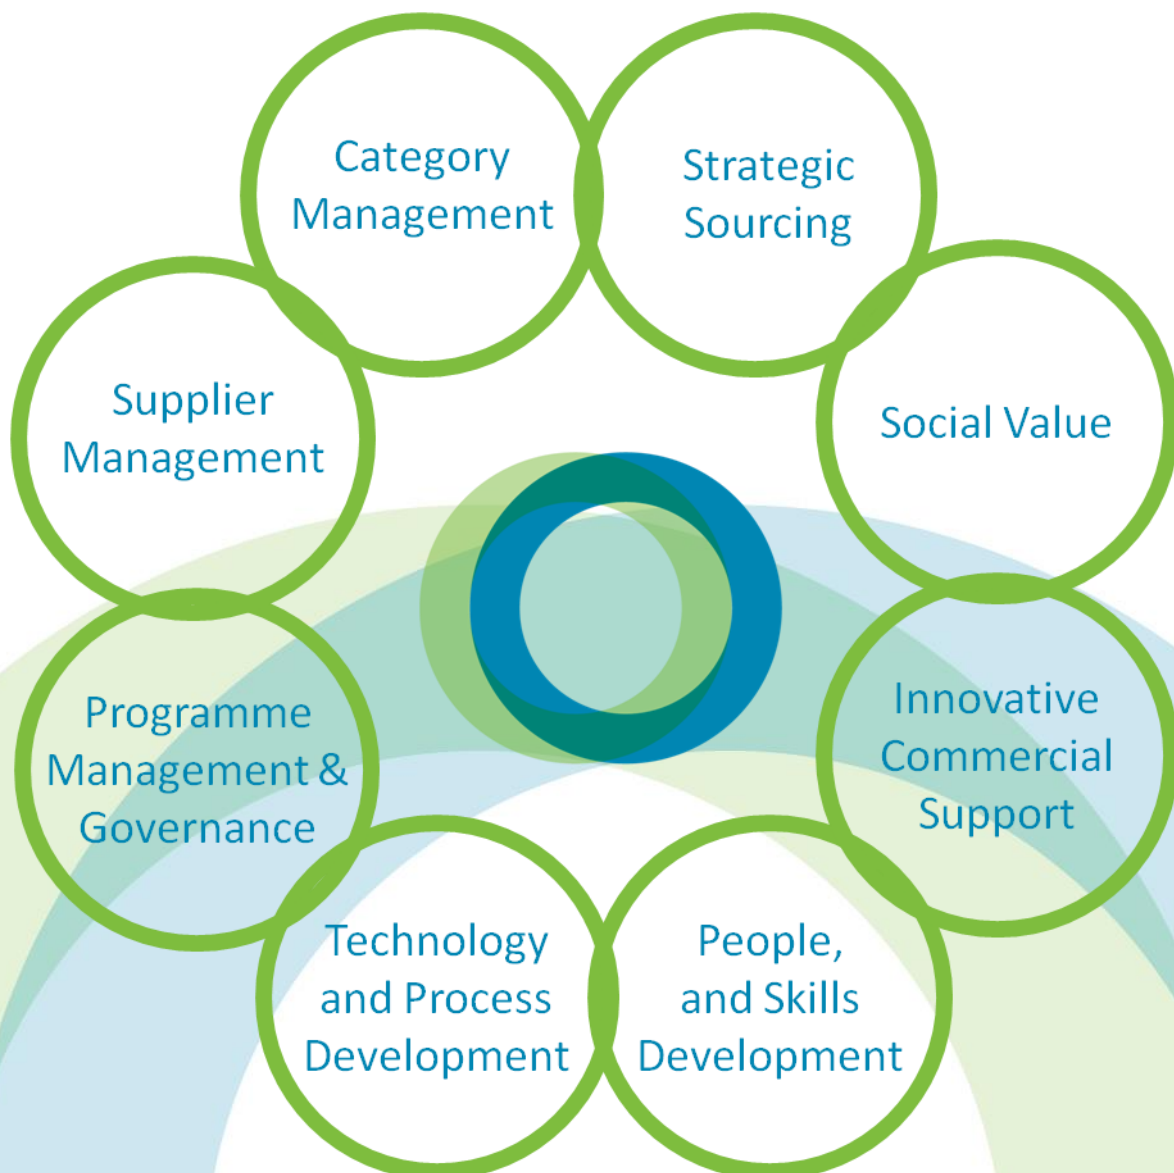 Category
Management
Strategic
Sourcing
Supplier
Management
Social Value
Programme
Management &
Governance
Innovative
Commercial
Support
Technology
and Process
Development
People,
and Skills
Development